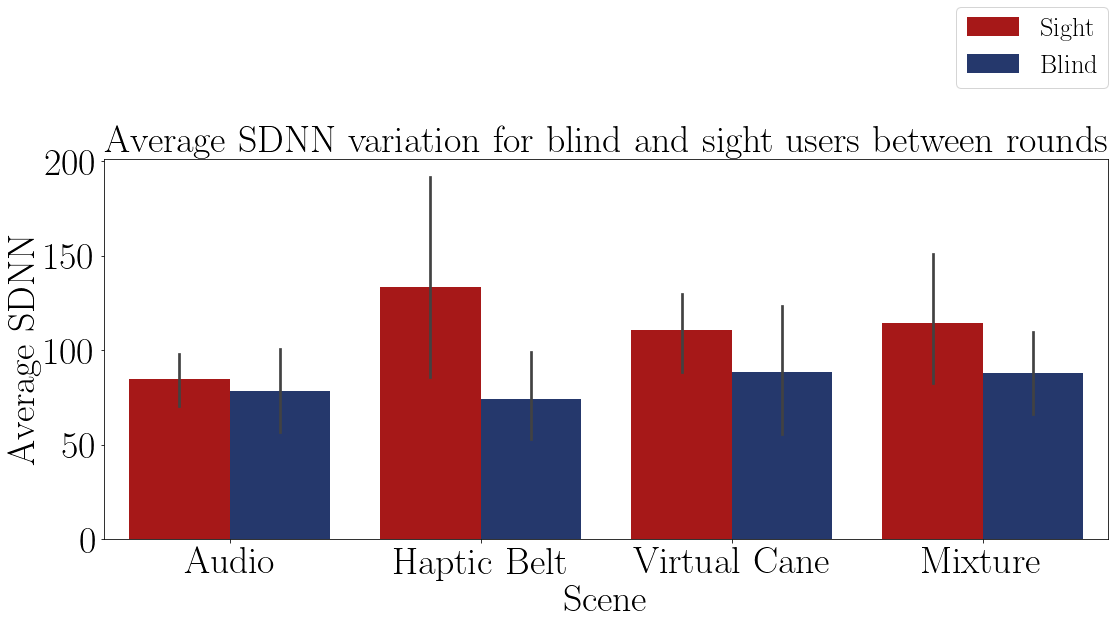 Sight
Blind
Average SDNN variation for blind and sight users between rounds
200
150
100
50
0
Average SDNN
Audio
Haptic Belt
Virtual Cane
Mixture
Scene